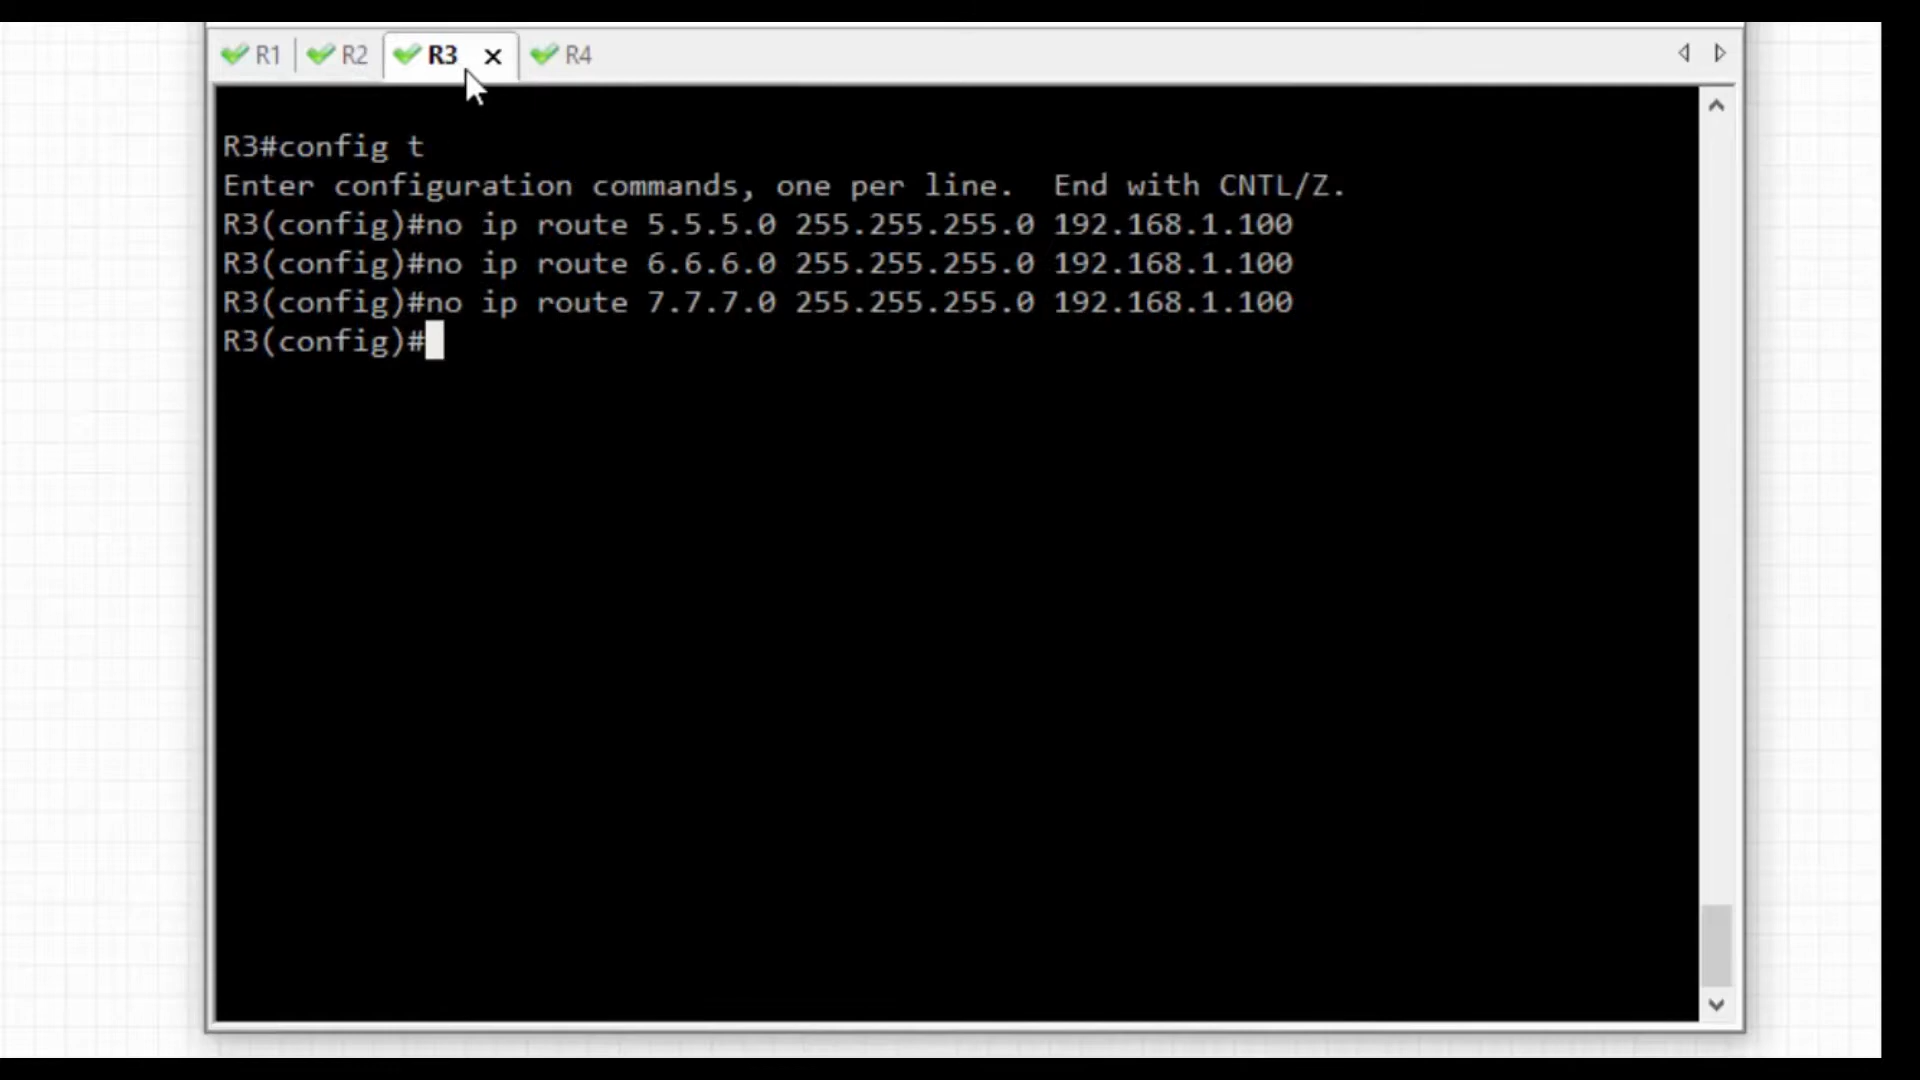 R1 R2 R3 R4
R3#config t
Enter configuration commands, one per line.  End with CNTL/Z.
R3(config)#no ip route 5.5.5.0 255.255.255.0 192.168.1.100
R3(config)#no ip route 6.6.6.0 255.255.255.0 192.168.1.100
R3(config)#no ip route 7.7.7.0 255.255.255.0 192.168.1.100
R3(config)#